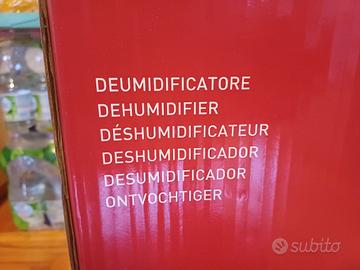 DEUMIDIFICATORE
DEHUMIDIFIER
DÉSHUMIDIFICATEUR
DESHUMIDIFICADOR
DESUMIDIFICADOR
ONTVOCHTIGER
subito